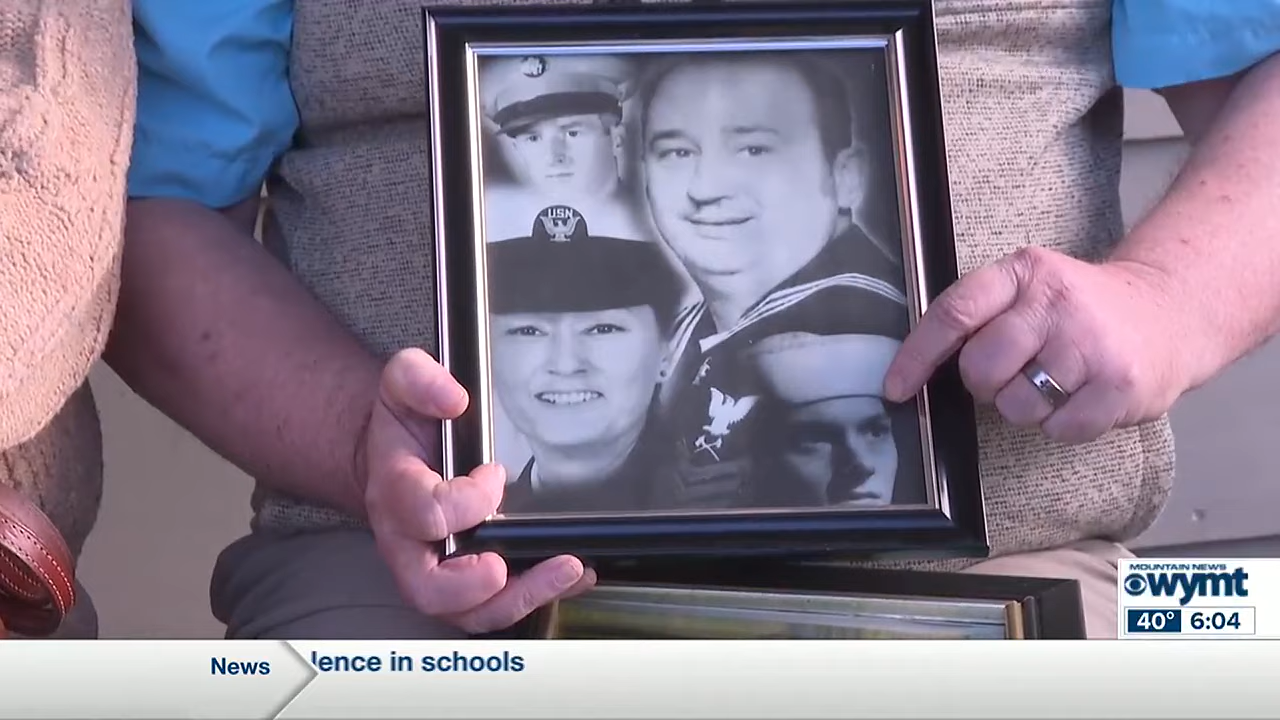 USN
MOUNTAIN NEWS
wymt
40° 6:04
News
lence in schools